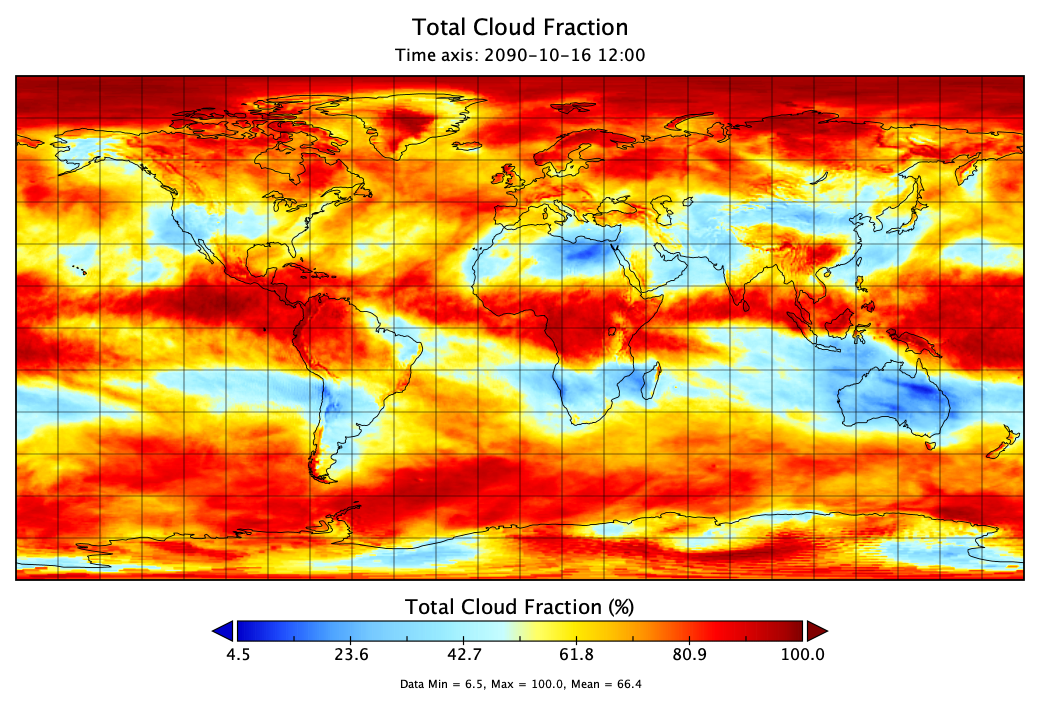 Total Cloud Fraction
Time axis: 2090-10-16 12:00
Total Cloud Fraction (%)
4.5 23.6 42.7 61.8 80.9 100.0
Data Min = 6.5, Max = 100.0, Mean = 66.4